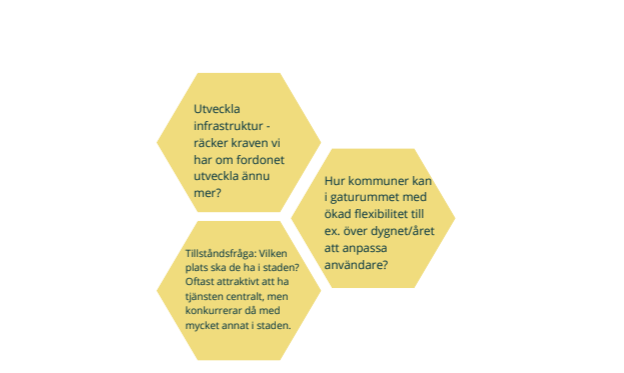 Utveckla
infrastruktur -
räcker kraven vi
har om fordonet
utveckla ännu
mer?
Hur kommuner kan
i gaturummet med
ökad flexibilitet till
ex. över dygnet/året
att anpassa
användare?
Tillståndsfråga: Vilken
plats ska de ha i staden?
Oftast attraktivt att ha
tjänsten centralt, men
konkurrerar då med
mycket annat i staden.